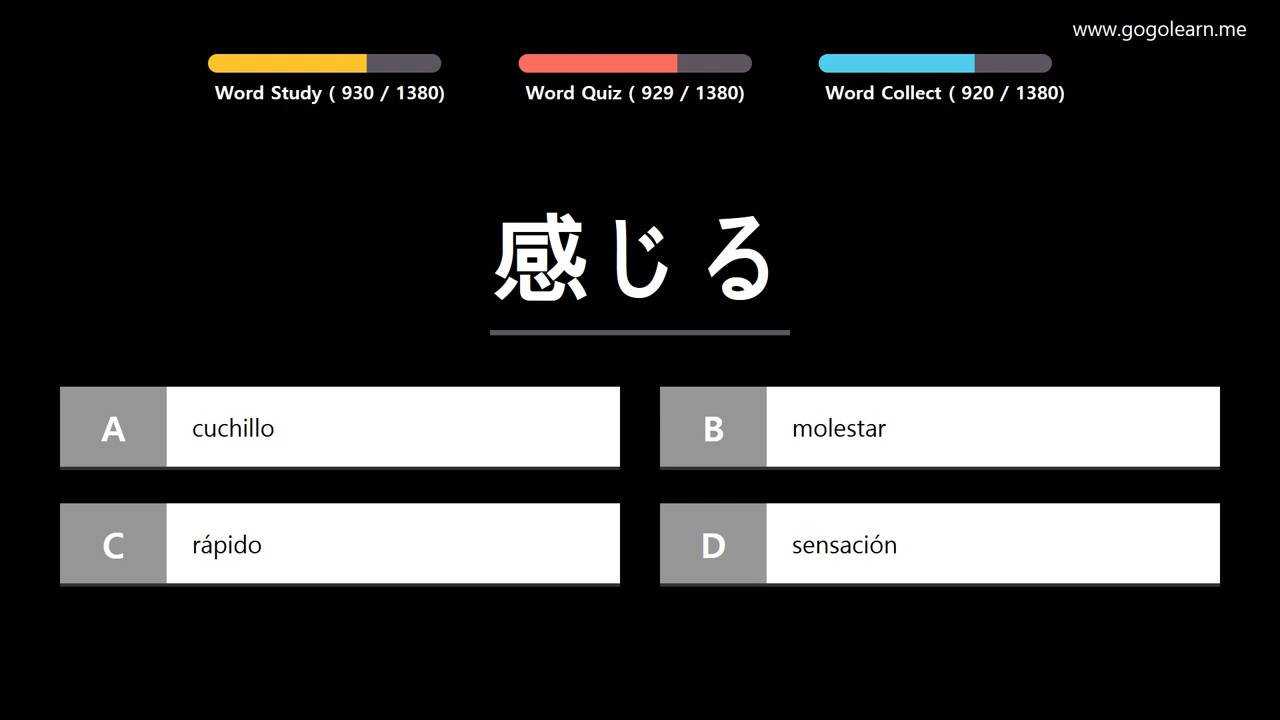 www.gogolearn.me
Word Study ( 930 / 1380)
Word Quiz ( 929 / 1380)
Word Collect ( 920 / 1380)
感じる
A cuchillo
B molestar
C rápido
D sensación